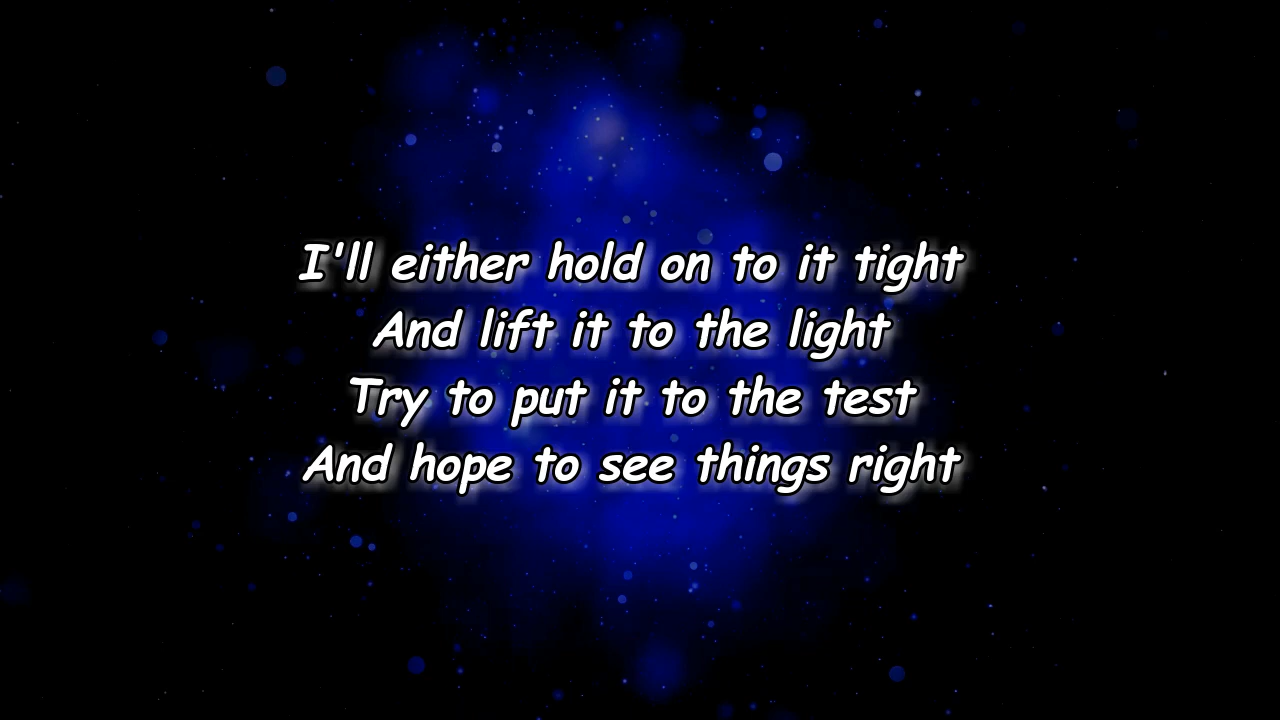 I'll either hold on to it tight
And lift it to the light
Try to put it to the test
And hope to see things right